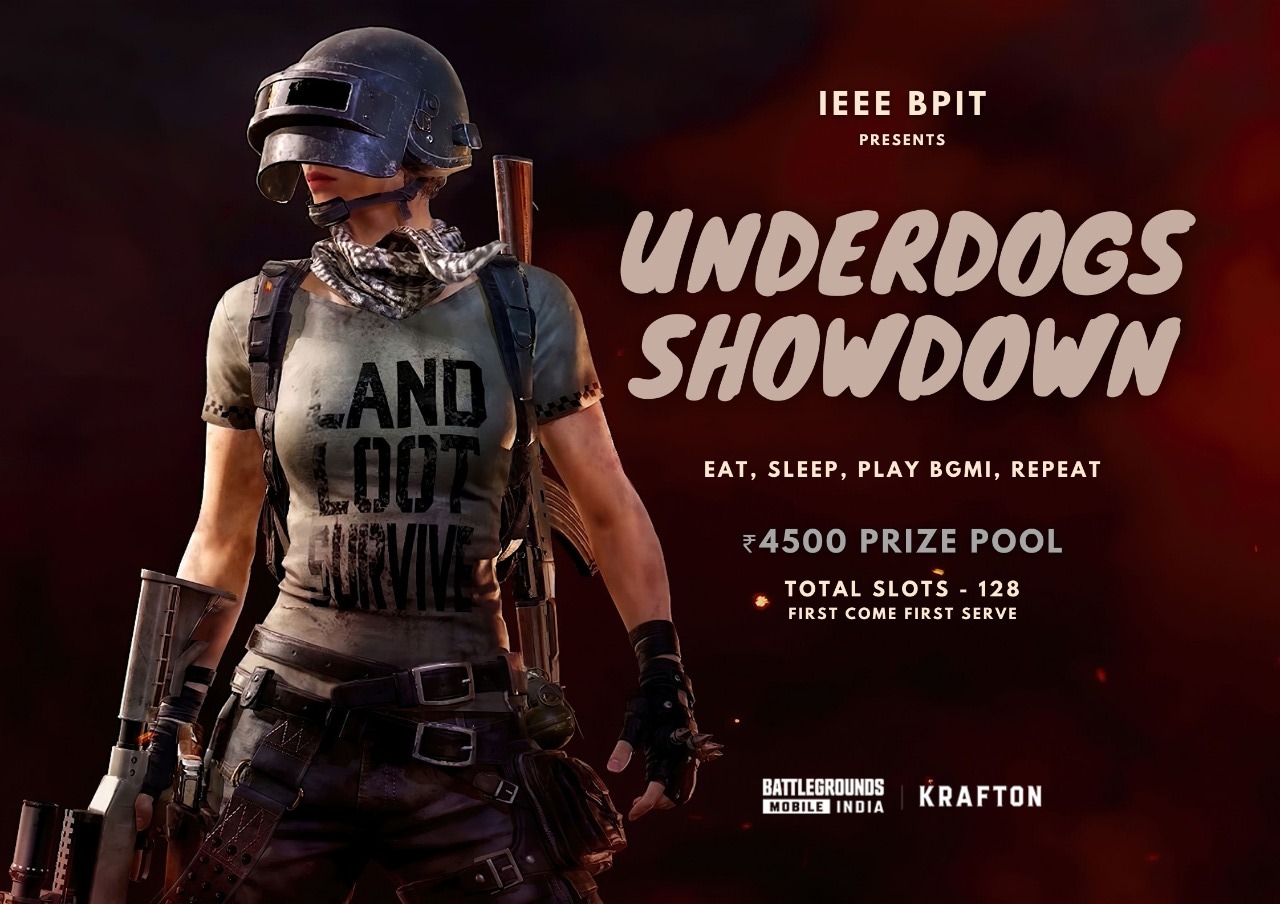 IEEE BPIT
PRESENTS
UNDERDOGS
SHOWDOWN
EAT, SLEEP, PLAY BGMI, REPEAT
₹4500 PRIZE POOL
TOTAL SLOTS - 128
FIRST COME FIRST SERVE
LAND
LOOT
SURVIVE
BATTLEGROUNDS
MOBILE INDIA
KRAFTON